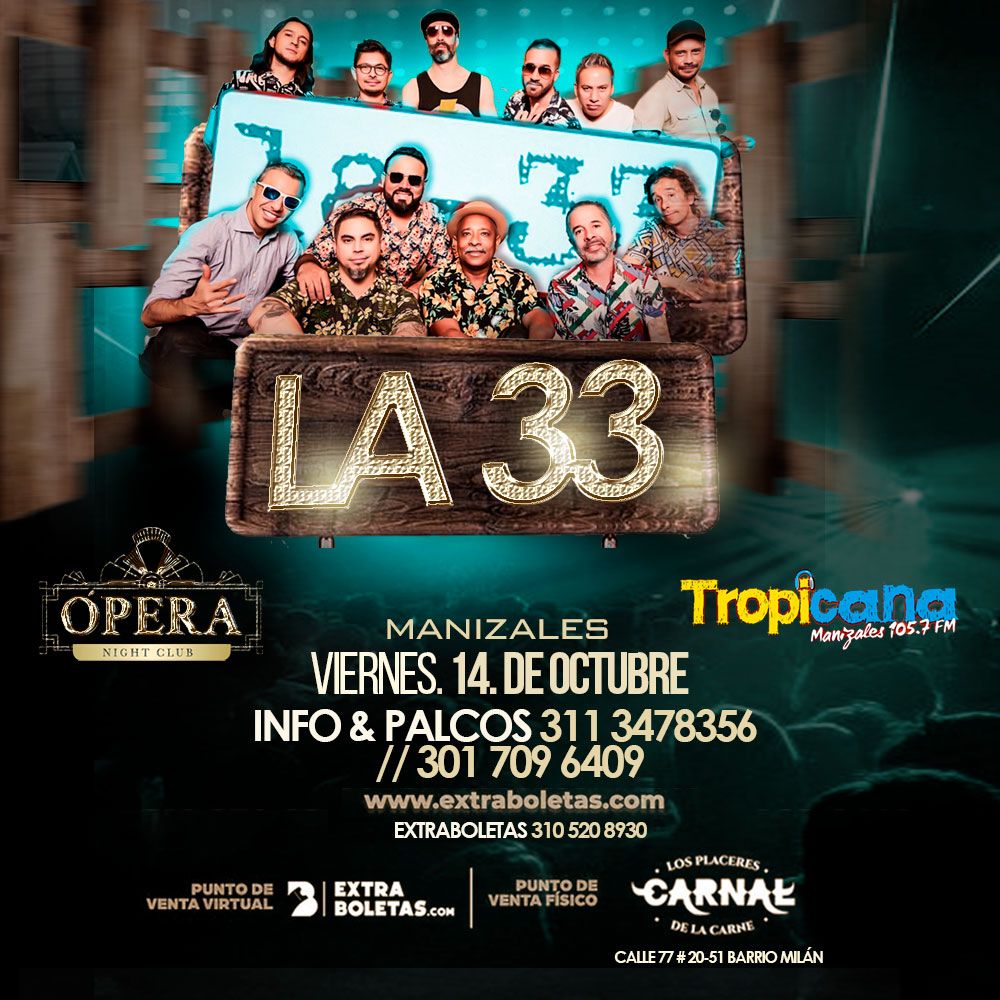 LA 33
ÓPERA
NIGHT CLUB
Tropicana
Manizales 105.7 FM
MANIZALES
VIERNES. 14. DE OCTUBRE
INFO & PALCOS 311 3478356
// 301 709 6409
www.extraboletas.com
EXTRABOLETAS 310 520 8930
PUNTO DE
VENTA VIRTUAL
EXTRA
BOLETAS.com
PUNTO DE
VENTA FÍSICO
LOS PLACERES
CARNAL
DE LA CARNE
CALLE 77 # 20-51 BARRIO MILÁN